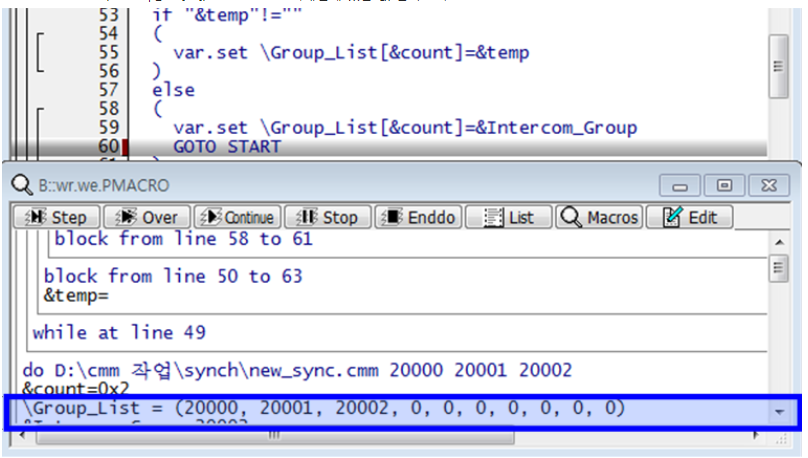 53 if "&temp"!=""
54 (
55 var.set \Group_List[&count]=&temp
56 )
57 else
58 (
59 var.set \Group_List[&count]=&Intercom_Group
60 GOTO START
B::wr.we.PMACRO
Step Over Continue Stop Enddo List Macros Edit
block from line 58 to 61
block from line 50 to 63
&temp=
while at line 49
do D:\cmm 작업\synch\new_sync.cmm 20000 20001 20002
&count=0x2
\Group_List = (20000, 20001, 20002, 0, 0, 0, 0, 0, 0, 0)